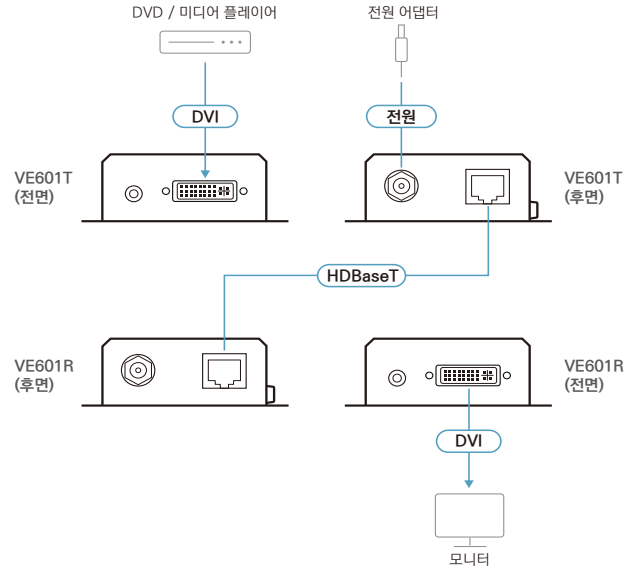 DVD / 미디어 플레이어
전원 어댑터
DVI
전원
VE601T
(전면)
VE601T
(후면)
HDBaseT
VE601R
(후면)
VE601R
(전면)
DVI
모니터